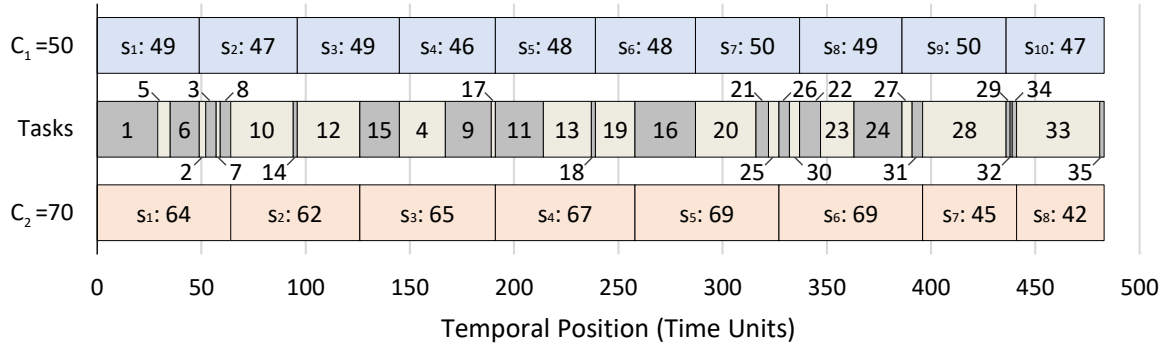 C₁ =50 s₁: 49 s₂: 47 s₃: 49 s₄: 46 s₅: 48 s₆: 48 s₇: 50 s₈: 49 s₉: 50 s₁₀: 47
5 3 8 17 21 26 22 27 29 34
Tasks 1 6 10 12 15 4 9 11 13 19 16 20 23 24 28 33
2 7 14 18 25 30 31 32 35
C₂ =70 s₁: 64 s₂: 62 s₃: 65 s₄: 67 s₅: 69 s₆: 69 s₇: 45 s₈: 42
0 50 100 150 200 250 300 350 400 450 500
Temporal Position (Time Units)